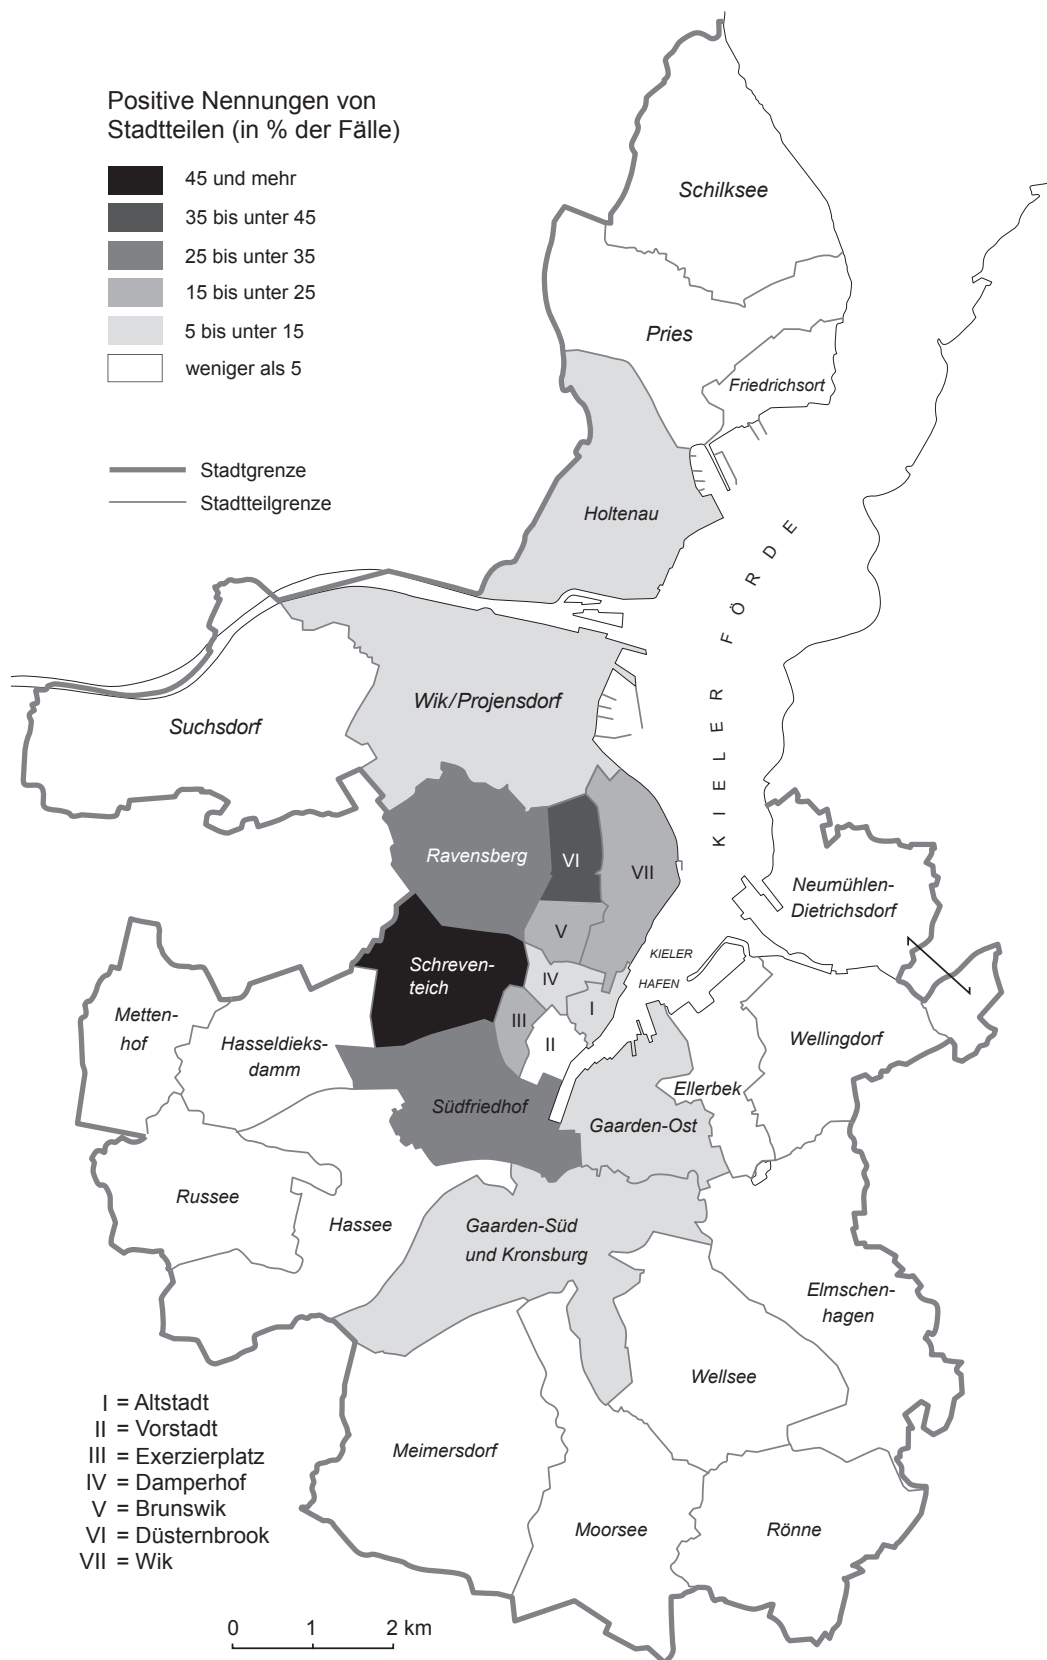 Positive Nennungen von
Stadtteilen (in % der Fälle)
45 und mehr
35 bis unter 45
25 bis unter 35
15 bis unter 25
5 bis unter 15
weniger als 5
Stadtgrenze
Stadtteilgrenze
Schilksee
Pries
Friedrichsort
Holtenau
KIELER FÖRDE
Wik/Projensdorf
Suchsdorf
Ravensberg
VI
VII
Neumühlen-
Dietrichsdorf
V
KIELER
HAFEN
Schreven-
teich
IV
I
III
II
Metten-
hof
Hasseldieks-
damm
Wellingdorf
Ellerbek
Südfriedhof
Gaarden-Ost
Russee
Hassee
Gaarden-Süd
und Kronsburg
Elmschen-
hagen
Wellsee
Meimersdorf
Moorsee
Rönne
I = Altstadt
II = Vorstadt
III = Exerzierplatz
IV = Damperhof
V = Brunswik
VI = Düsternbrook
VII = Wik
0 1 2 km